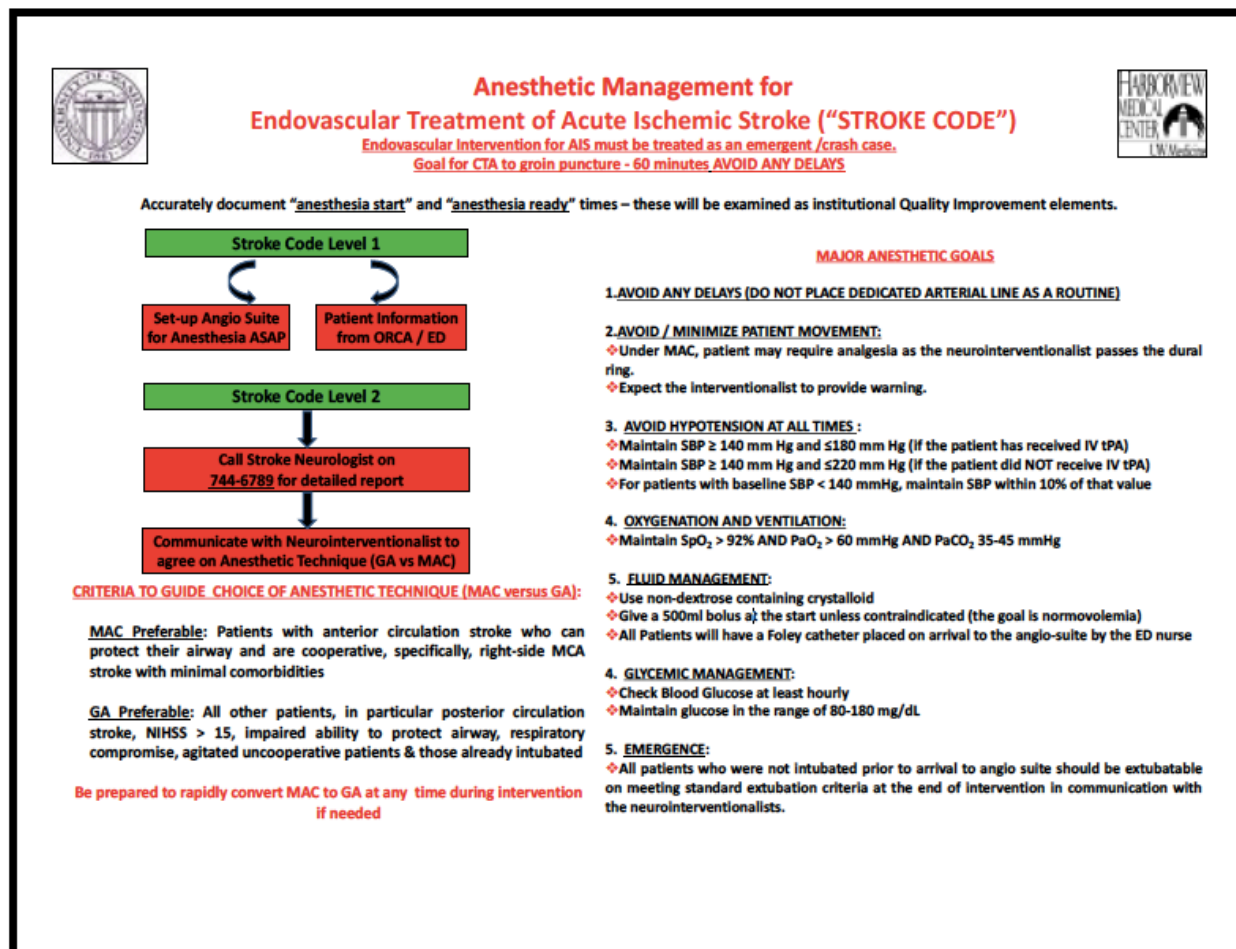 Anesthetic Management for
Endovascular Treatment of Acute Ischemic Stroke (“STROKE CODE”)
Endovascular Intervention for AIS must be treated as an emergent /crash case.
Goal for CTA to groin puncture - 60 minutes AVOID ANY DELAYS
HARBORVIEW
MEDICAL
CENTER
UW Medicine
Accurately document “anesthesia start” and “anesthesia ready” times – these will be examined as institutional Quality Improvement elements.
Stroke Code Level 1
Set-up Angio Suite
for Anesthesia ASAP
Patient Information
from ORCA / ED
Stroke Code Level 2
Call Stroke Neurologist on
744-6789 for detailed report
Communicate with Neurointerventionalist to
agree on Anesthetic Technique (GA vs MAC)
CRITERIA TO GUIDE CHOICE OF ANESTHETIC TECHNIQUE (MAC versus GA):
MAC Preferable: Patients with anterior circulation stroke who can
protect their airway and are cooperative, specifically, right-side MCA
stroke with minimal comorbidities
GA Preferable: All other patients, in particular posterior circulation
stroke, NIHSS > 15, impaired ability to protect airway, respiratory
compromise, agitated uncooperative patients & those already intubated
Be prepared to rapidly convert MAC to GA at any time during intervention
if needed
MAJOR ANESTHETIC GOALS
1.AVOID ANY DELAYS (DO NOT PLACE DEDICATED ARTERIAL LINE AS A ROUTINE)
2.AVOID / MINIMIZE PATIENT MOVEMENT:
❖Under MAC, patient may require analgesia as the neurointerventionalist passes the dural
ring.
❖Expect the interventionalist to provide warning.
3. AVOID HYPOTENSION AT ALL TIMES :
❖Maintain SBP ≥ 140 mm Hg and ≤180 mm Hg (if the patient has received IV tPA)
❖Maintain SBP ≥ 140 mm Hg and ≤220 mm Hg (if the patient did NOT receive IV tPA)
❖For patients with baseline SBP < 140 mmHg, maintain SBP within 10% of that value
4. OXYGENATION AND VENTILATION:
❖Maintain SpO₂ > 92% AND PaO₂ > 60 mmHg AND PaCO₂ 35-45 mmHg
5. FLUID MANAGEMENT:
❖Use non-dextrose containing crystalloid
❖Give a 500ml bolus at the start unless contraindicated (the goal is normovolemia)
❖All Patients will have a Foley catheter placed on arrival to the angio-suite by the ED nurse
4. GLYCEMIC MANAGEMENT:
❖Check Blood Glucose at least hourly
❖Maintain glucose in the range of 80-180 mg/dL
5. EMERGENCE:
❖All patients who were not intubated prior to arrival to angio suite should be extubatable
on meeting standard extubation criteria at the end of intervention in communication with
the neurointerventionalists.